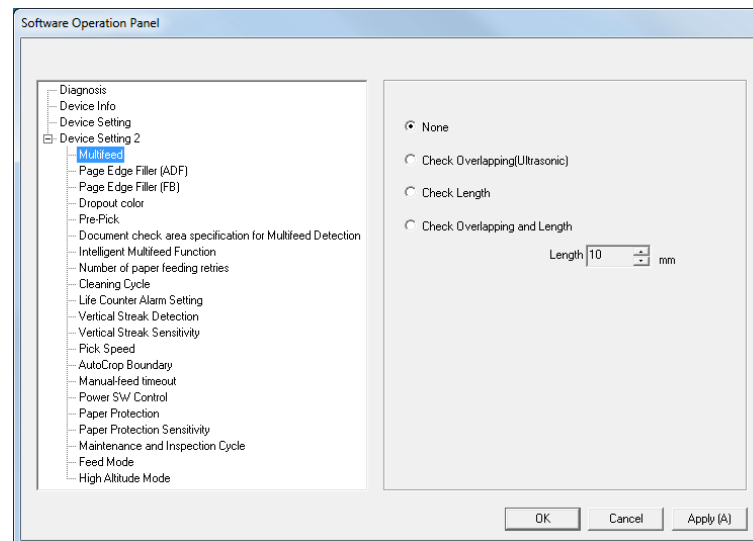 Software Operation Panel
Diagnosis
Device Info
Device Setting
Device Setting 2
Multifeed
Page Edge Filler (ADF)
Page Edge Filler (FB)
Dropout color
Pre-Pick
Document check area specification for Multifeed Detection
Intelligent Multifeed Function
Number of paper feeding retries
Cleaning Cycle
Life Counter Alarm Setting
Vertical Streak Detection
Vertical Streak Sensitivity
Pick Speed
AutoCrop Boundary
Manual-feed timeout
Power SW Control
Paper Protection
Paper Protection Sensitivity
Maintenance and Inspection Cycle
Feed Mode
High Altitude Mode
None
Check Overlapping(Ultrasonic)
Check Length
Check Overlapping and Length
Length 10 mm
OK Cancel Apply (A)